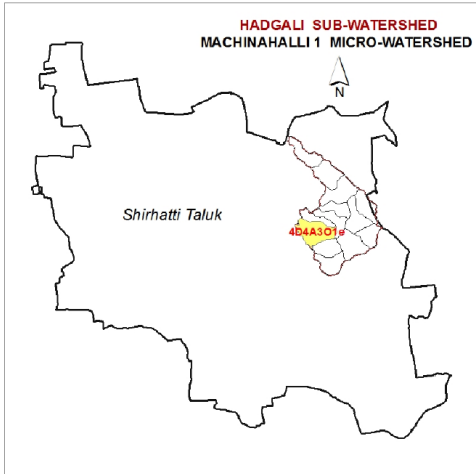 HADGALI SUB-WATERSHED
MACHINAHALLI 1 MICRO-WATERSHED
N
Shirhatti Taluk
4D4A3O1e